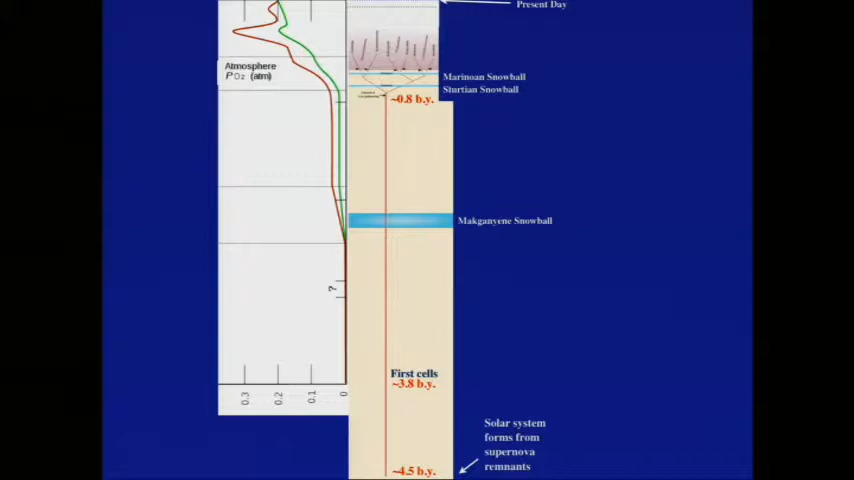 Present Day
Atmosphere
PO2 (atm)
Marinoan Snowball
Sturtian Snowball
~0.8 b.y.
Makganyene Snowball
?
First cells
~3.8 b.y.
0.3
0.2
0.1
0
Solar system
forms from
supernova
remnants
~4.5 b.y.